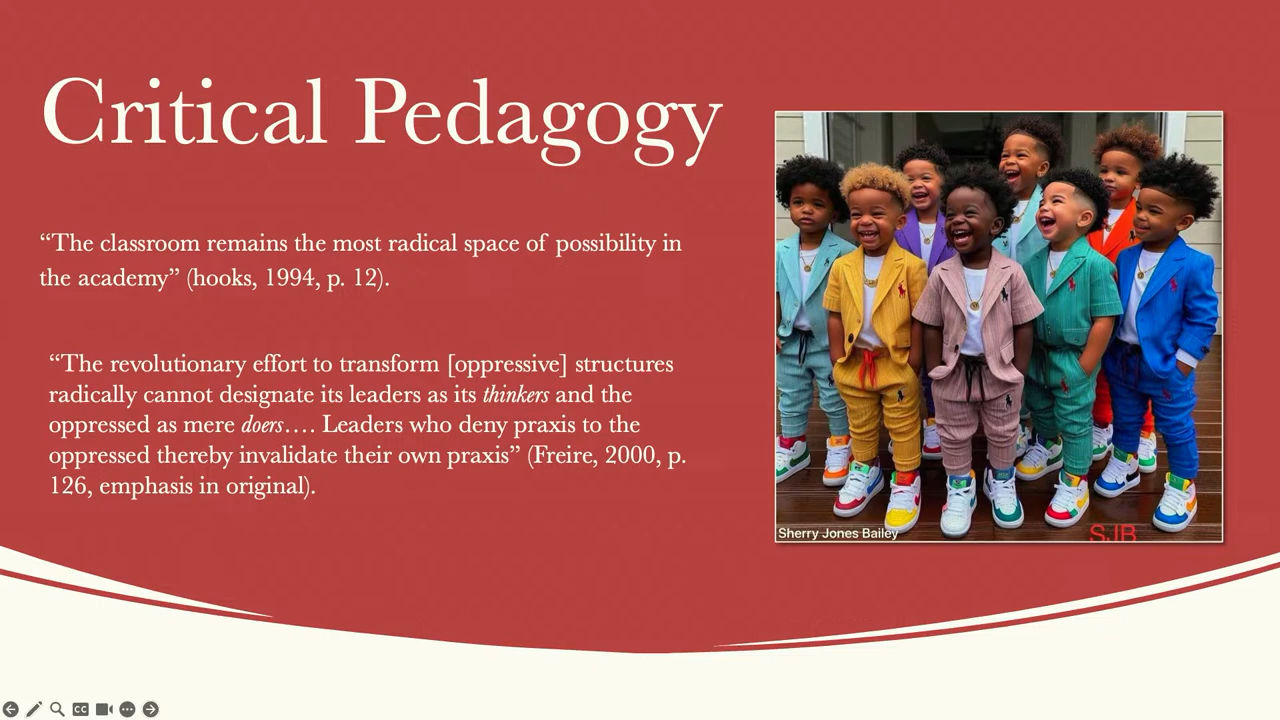 Critical Pedagogy
“The classroom remains the most radical space of possibility in
the academy” (hooks, 1994, p. 12).
“The revolutionary effort to transform [oppressive] structures
radically cannot designate its leaders as its thinkers and the
oppressed as mere doers…. Leaders who deny praxis to the
oppressed thereby invalidate their own praxis” (Freire, 2000, p.
126, emphasis in original).
Sherry Jones Bailey
SJB
CC